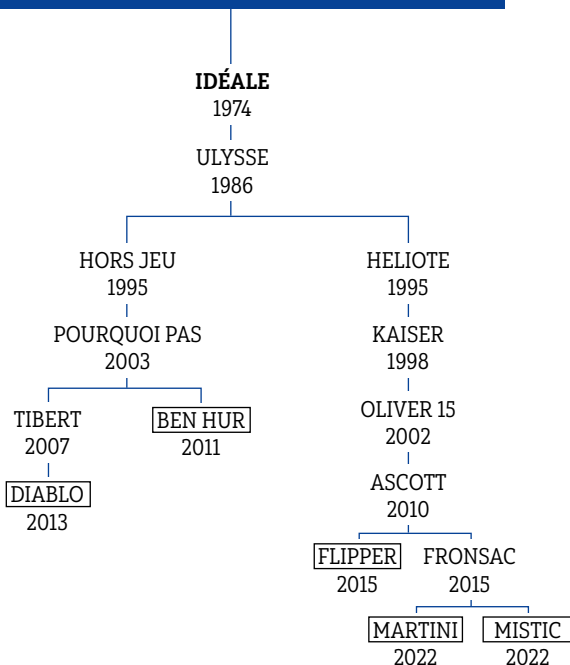 IDÉALE
1974
ULYSSE
1986
HORS JEU
1995
HELIOTE
1995
POURQUOI PAS
2003
KAISER
1998
TIBERT
2007
BEN HUR
2011
OLIVER 15
2002
DIABLO
2013
ASCOTT
2010
FLIPPER
2015
FRONSAC
2015
MARTINI
2022
MISTIC
2022